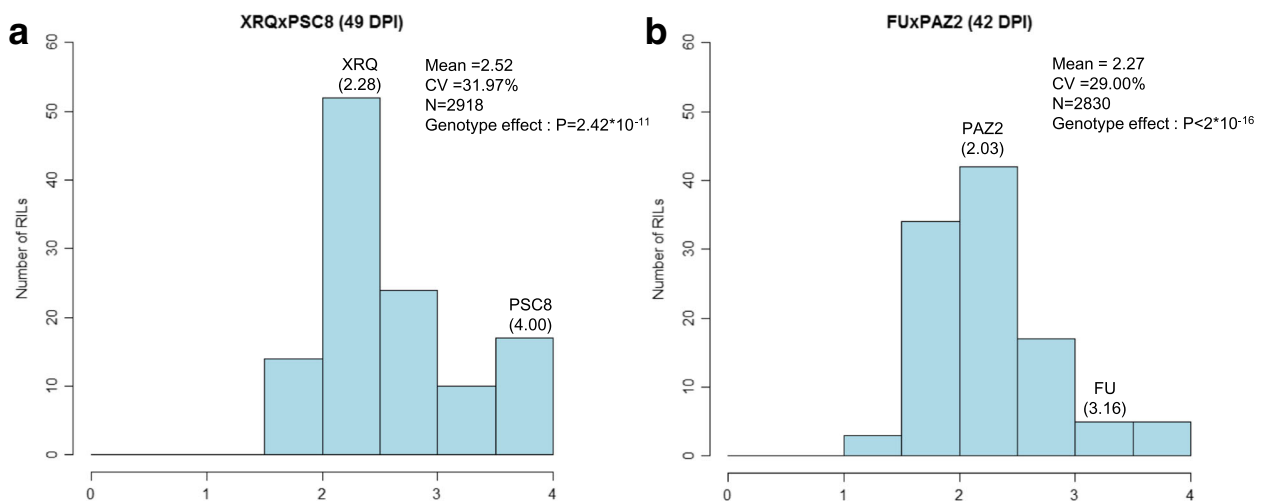 a
XRQxPSC8 (49 DPI)
Number of RILs
60
50
40
30
20
10
0
XRQ
(2.28)
Mean =2.52
CV =31.97%
N=2918
Genotype effect : P=2.42*10-11
PSC8
(4.00)
0 1 2 3 4
b
FUxPAZ2 (42 DPI)
Number of RILs
60
50
40
30
20
10
0
PAZ2
(2.03)
Mean = 2.27
CV =29.00%
N=2830
Genotype effect : P<2*10-16
FU
(3.16)
0 1 2 3 4